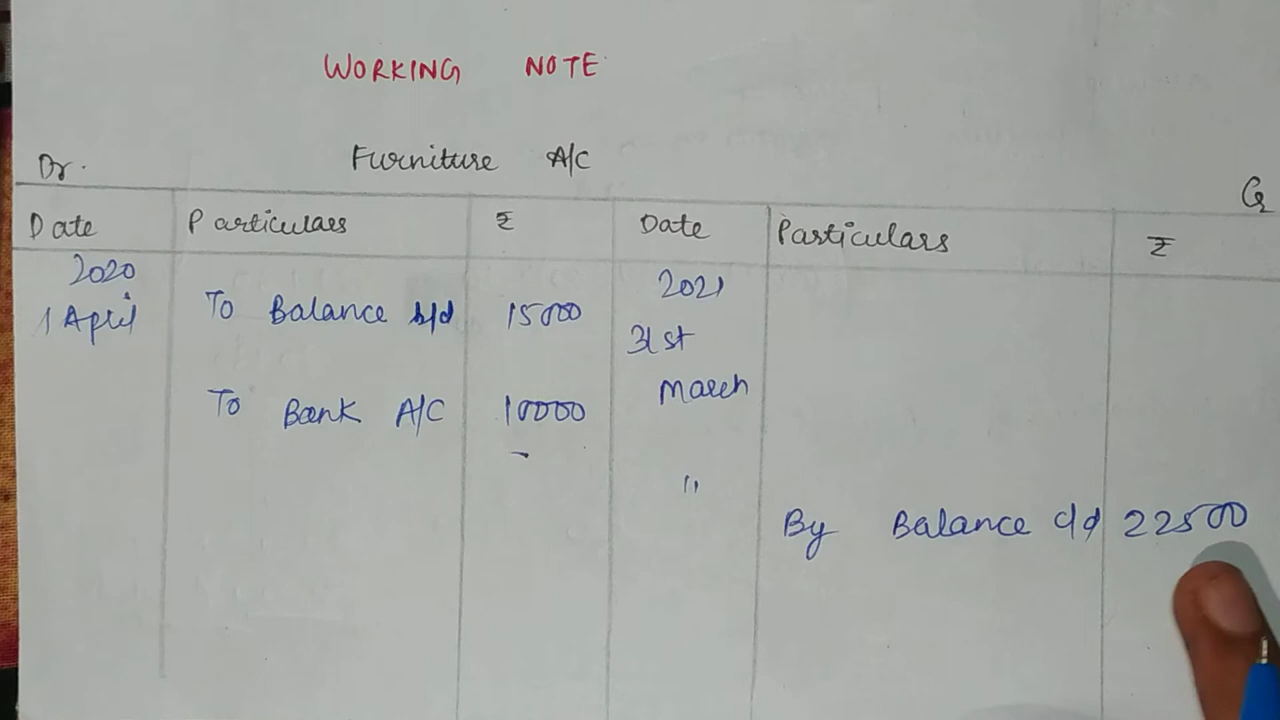 WORKING NOTE
Dr. Furniture A/C Cr
Date Particulars ₹ Date Particulars ₹
2020 2021
1 April To Balance b/d 15000 31st
To Bank A/C 10000 March
"
By Balance c/d 22500